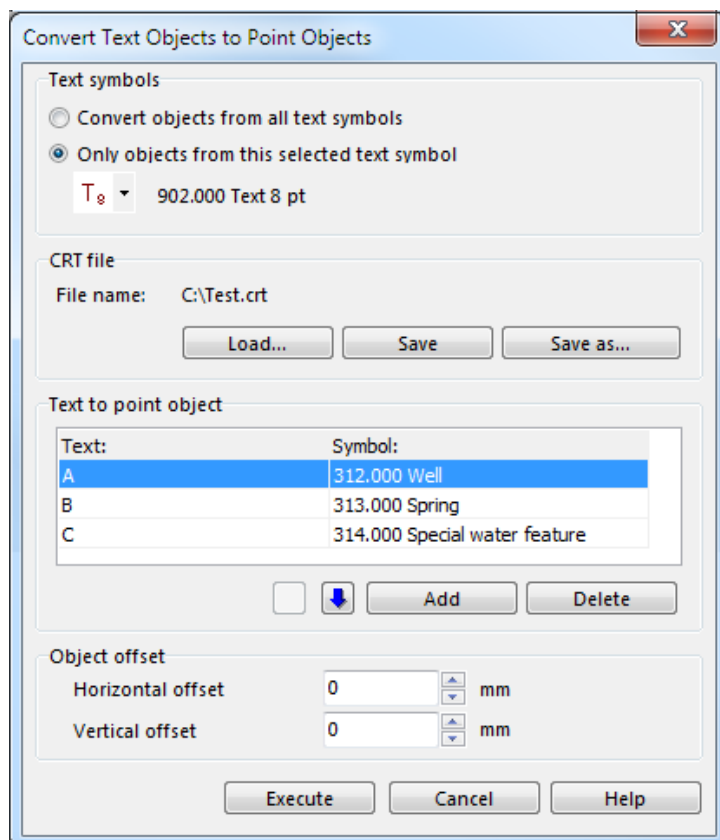 Convert Text Objects to Point Objects
Text symbols
Convert objects from all text symbols
Only objects from this selected text symbol
T8 902.000 Text 8 pt
CRT file
File name: C:\Test.crt
Load... Save Save as...
Text to point object
Text: Symbol:
A 312.000 Well
B 313.000 Spring
C 314.000 Special water feature
Add Delete
Object offset
Horizontal offset 0 mm
Vertical offset 0 mm
Execute Cancel Help